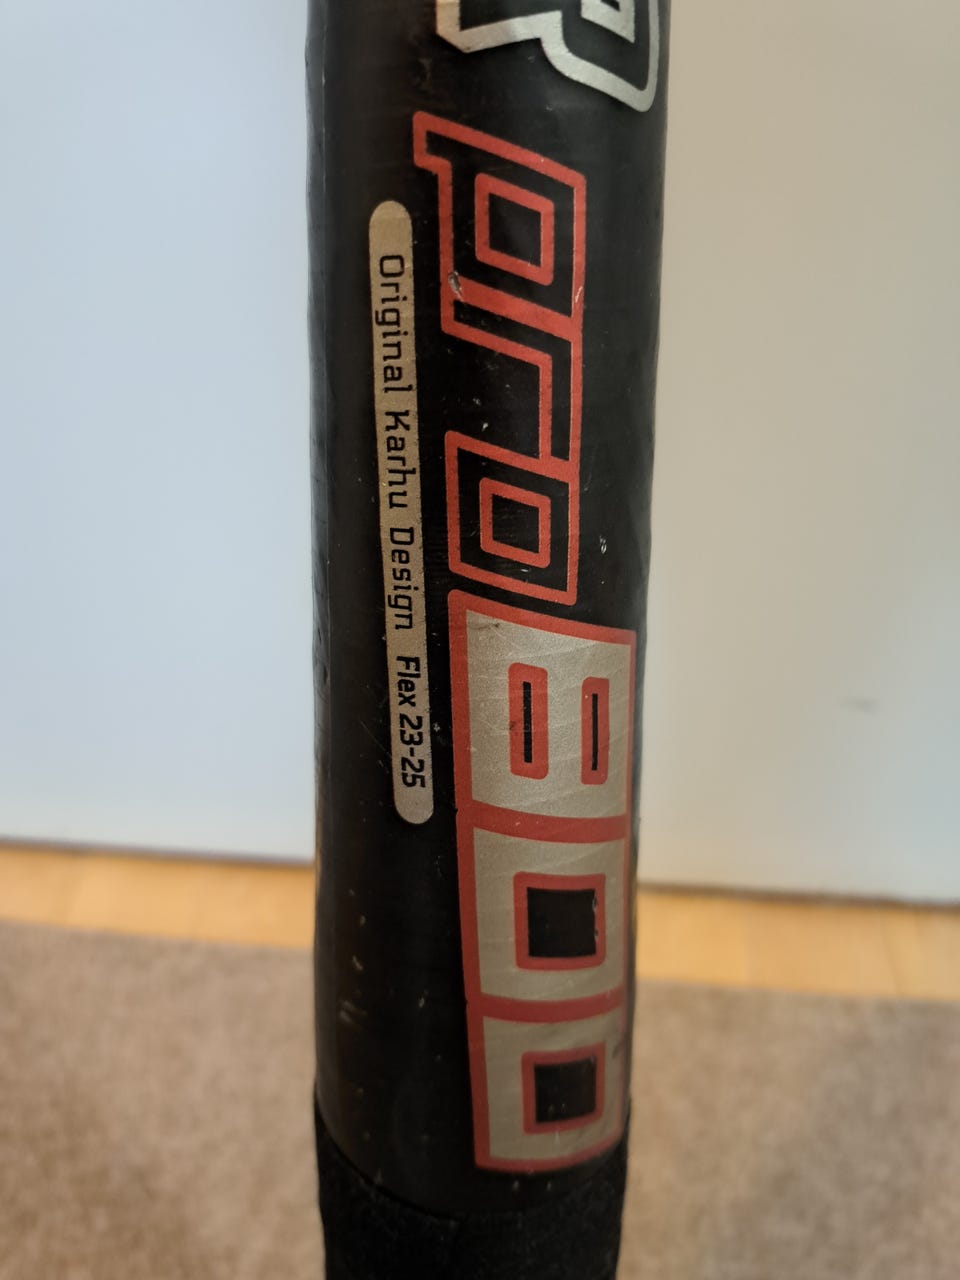 R
pro 800
Original Karhu Design Flex 23-25